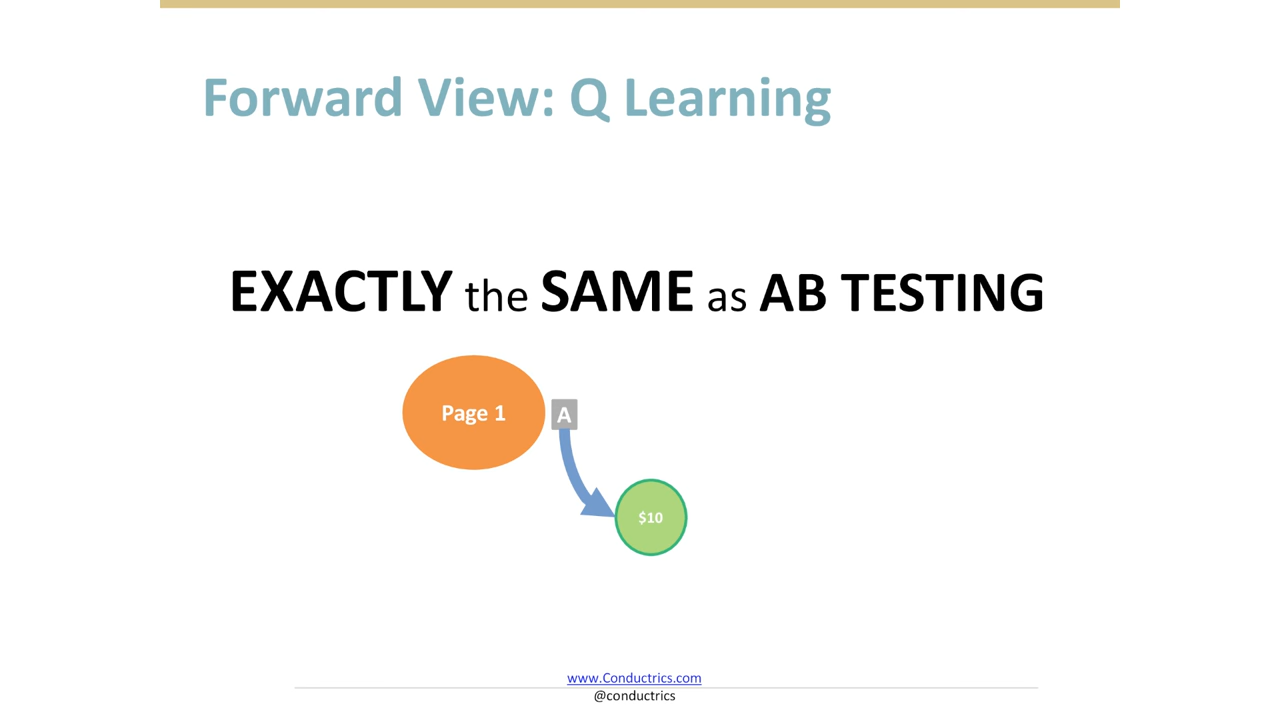 Forward View: Q Learning
EXACTLY the SAME as AB TESTING
Page 1
A
$10
www.Conductrics.com
@conductrics